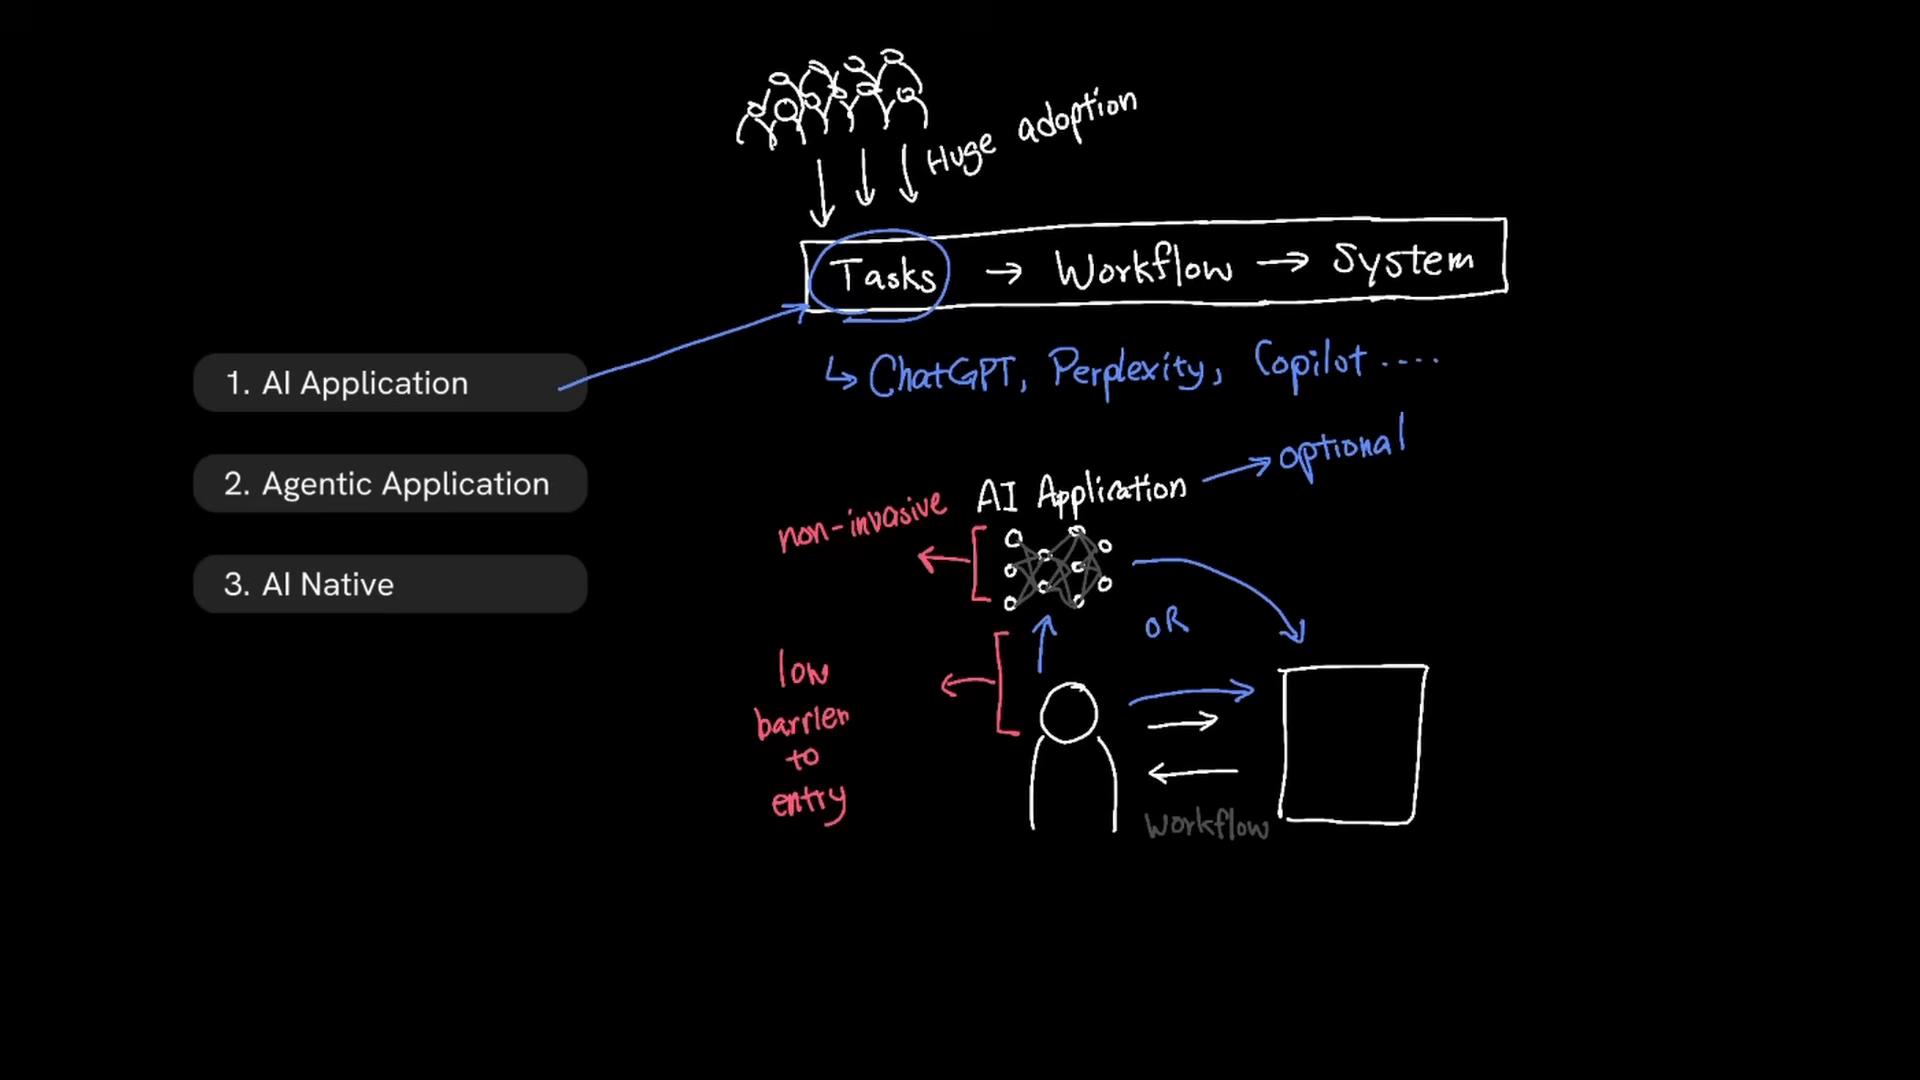 Huge adoption
Tasks → Workflow → System
↳ ChatGPT, Perplexity, Copilot ....
1. AI Application
2. Agentic Application
3. AI Native
AI Application → optional
non-invasive
OR
low
barrier
to
entry
Workflow